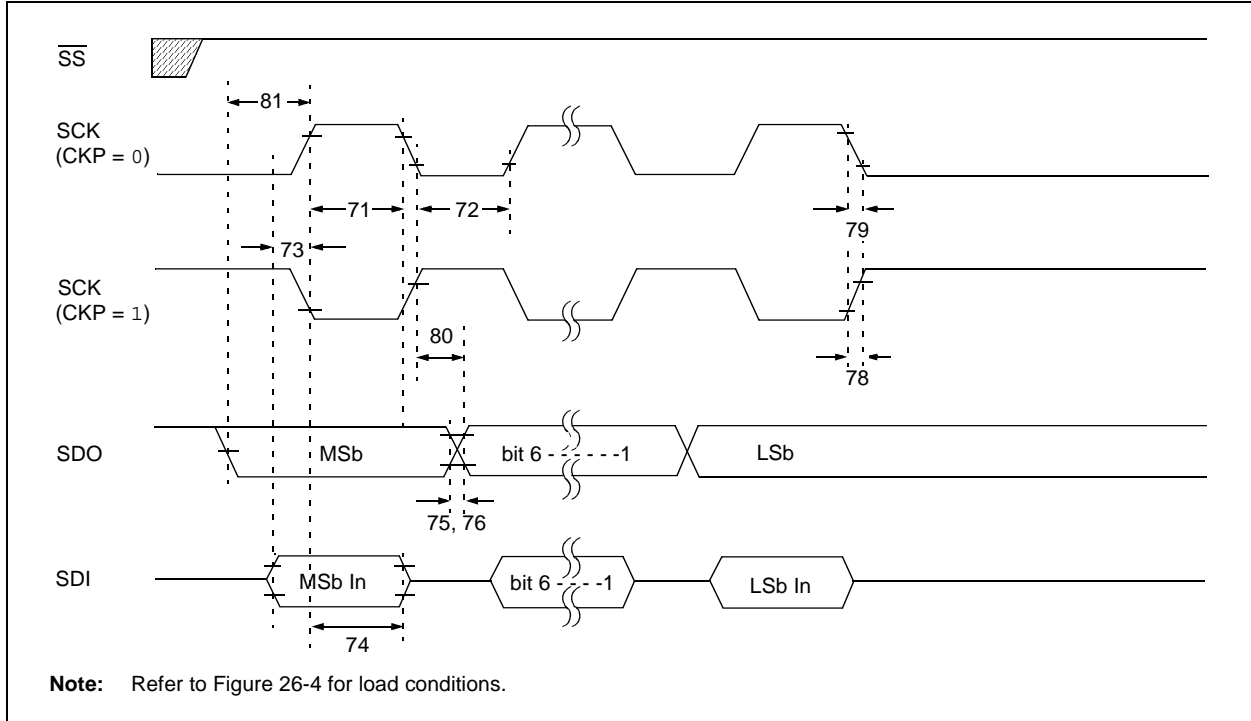 SS
81
SCK
(CKP = 0)
71
72
79
73
SCK
(CKP = 1)
80
78
SDO
MSb
bit 6 - - - - - -1
LSb
75, 76
SDI
MSb In
bit 6 - - - - -1
LSb In
74
Note: Refer to Figure 26-4 for load conditions.